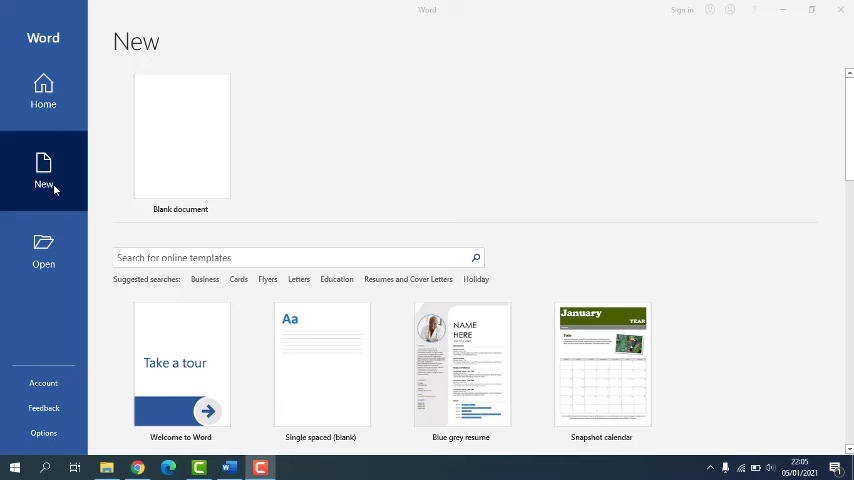 Word
Sign in
?
Word
Home
New
Open
Account
Feedback
Options
New
Blank document
Search for online templates
Suggested searches: Business Cards Flyers Letters Education Resumes and Cover Letters Holiday
Take a tour
Welcome to Word
Aa
Single spaced (blank)
NAME
HERE
Blue grey resume
January
YEAR
Snapshot calendar
22:05
05/01/2021